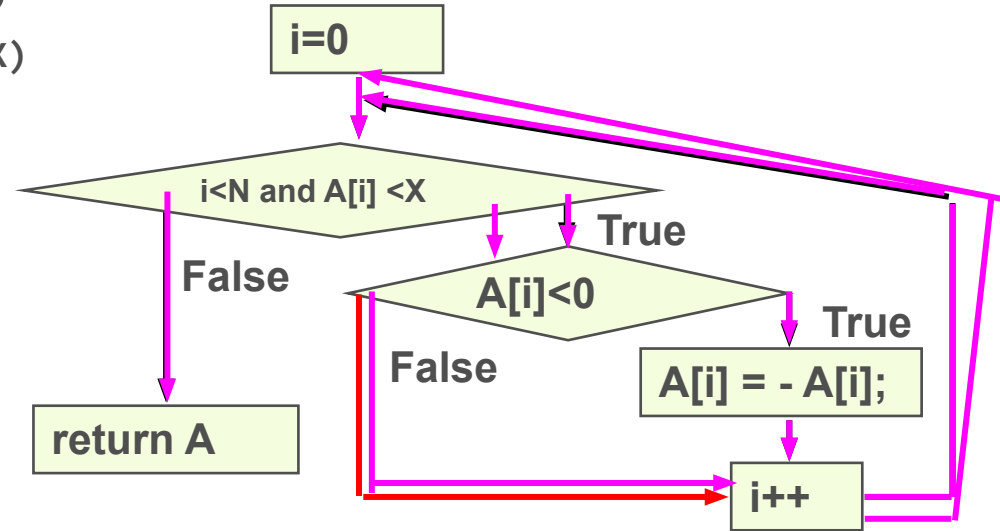 )
X)
i=0
i<N and A[i] <X
True
False
A[i]<0
True
False
A[i] = - A[i];
return A
i++